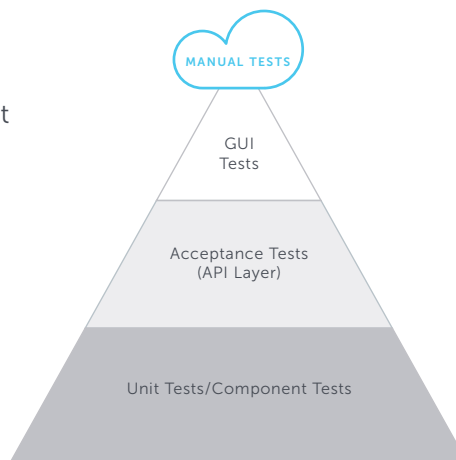 MANUAL TESTS
t
GUI
Tests
Acceptance Tests
(API Layer)
Unit Tests/Component Tests